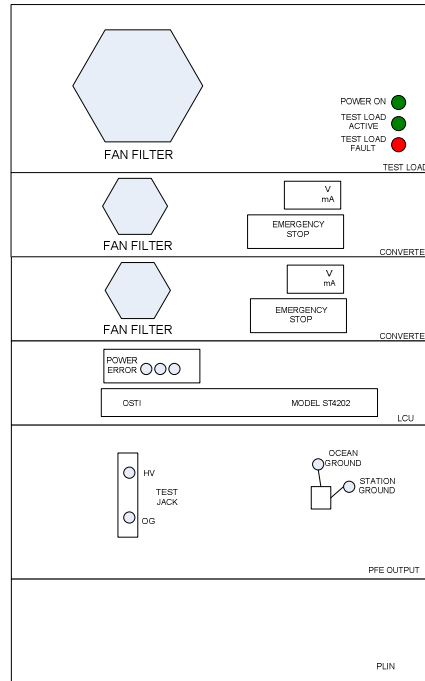 POWER ON
TEST LOAD
ACTIVE
TEST LOAD
FAULT
FAN FILTER
TEST LOAD
V
mA
EMERGENCY
STOP
FAN FILTER
CONVERTE
V
mA
EMERGENCY
STOP
FAN FILTER
CONVERTE
POWER
ERROR
OSTI MODEL ST4202
LCU
OCEAN
GROUND
HV
STATION
GROUND
TEST
JACK
OG
PFE OUTPUT
PLIN